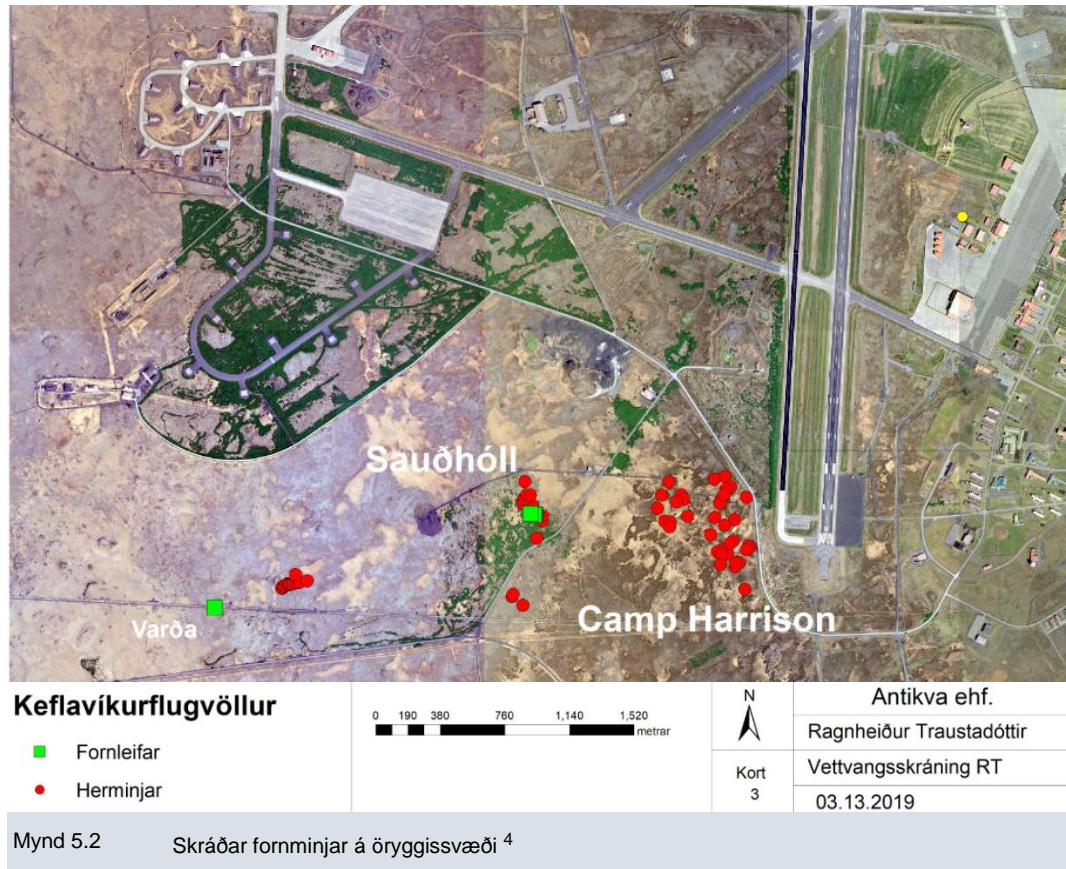 Sauðhóll
Varða
Camp Harrison
Keflavíkurflugvöllur
Fornleifar
Herminjar
0 190 380 760 1,140 1,520
metrar
N
Kort
3
Antikva ehf.
Ragnheiður Traustadóttir
Vettvangsskráning RT
03.13.2019
Mynd 5.2 Skráðar fornminjar á öryggissvæði 4